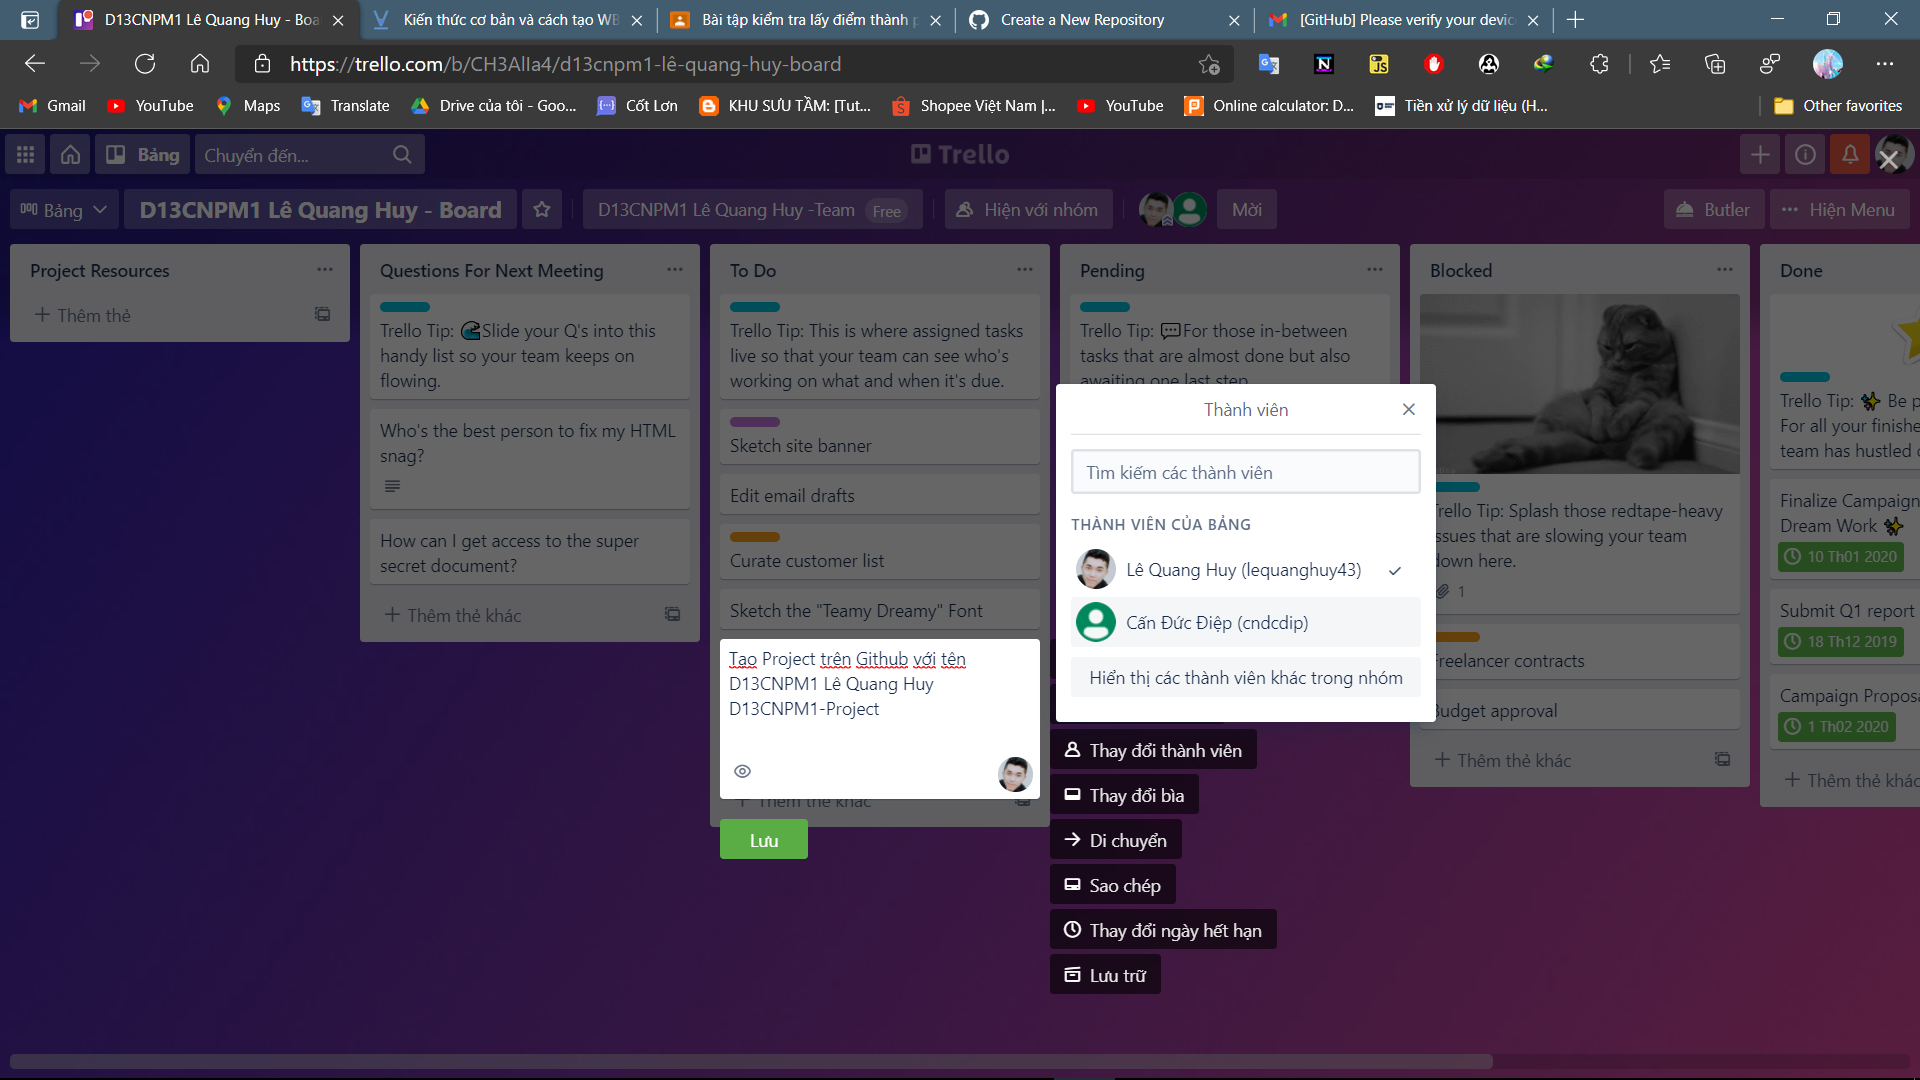 D13CNPM1 Lê Quang Huy - Boa
Kiến thức cơ bản và cách tạo WB
Bài tập kiểm tra lấy điểm thành p
Create a New Repository
[GitHub] Please verify your device
https://trello.com/b/CH3Alla4/d13cnpm1-lê-quang-huy-board
Gmail
YouTube
Maps
Translate
Drive của tôi - Goo...
Cốt Lơn
KHU SƯU TẦM: [Tut...
Shopee Việt Nam |...
YouTube
Online calculator: D...
Tiền xử lý dữ liệu (H...
Other favorites
Bảng
Chuyển đến...
Trello
Bảng
D13CNPM1 Lê Quang Huy - Board
D13CNPM1 Lê Quang Huy -Team Free
Hiện với nhóm
Mời
Butler
Hiện Menu
Project Resources
Thêm thẻ
Questions For Next Meeting
Trello Tip: 🌊Slide your Q's into this
handy list so your team keeps on
flowing.
Who's the best person to fix my HTML
snag?
How can I get access to the super
secret document?
Thêm thẻ khác
To Do
Trello Tip: This is where assigned tasks
live so that your team can see who's
working on what and when it's due.
Sketch site banner
Edit email drafts
Curate customer list
Sketch the "Teamy Dreamy" Font
Tạo Project trên Github với tên
D13CNPM1 Lê Quang Huy
D13CNPM1-Project
Thêm thẻ khác
Lưu
Pending
Trello Tip: 💬For those in-between
tasks that are almost done but also
awaiting one last step
Thành viên
Tìm kiếm các thành viên
THÀNH VIÊN CỦA BẢNG
Lê Quang Huy (lequanghuy43)
Cấn Đức Điệp (cndcdip)
Hiển thị các thành viên khác trong nhóm
Thay đổi thành viên
Thay đổi bìa
Di chuyển
Sao chép
Thay đổi ngày hết hạn
Lưu trữ
Blocked
Trello Tip: Splash those redtape-heavy
issues that are slowing your team
down here.
1
Freelancer contracts
Budget approval
Thêm thẻ khác
Done
Trello Tip: ✨ Be p
For all your finishe
team has hustled o
Finalize Campaign
Dream Work ✨
10 Th01 2020
Submit Q1 report
18 Th12 2019
Campaign Proposa
1 Th02 2020
Thêm thẻ khác